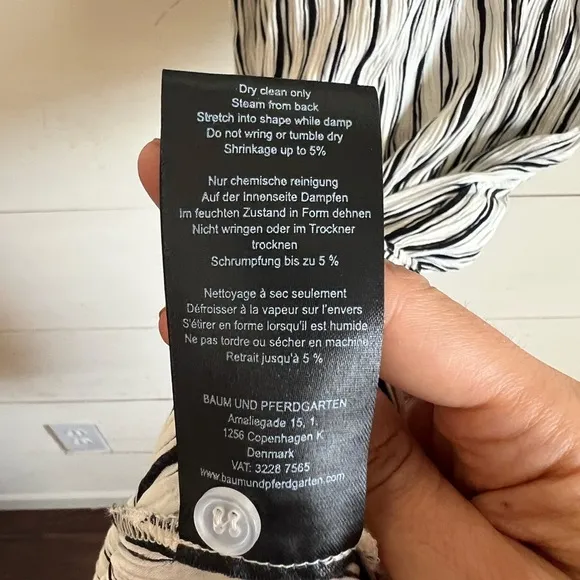 Dry clean only
Steam from back
Stretch into shape while damp
Do not wring or tumble dry
Shrinkage up to 5%
Nur chemische reinigung
Auf der Innenseite Dampfen
Im feuchten Zustand in Form dehnen
Nicht wringen oder im Trockner
trocknen
Schrumpfung bis zu 5 %
Nettoyage à sec seulement
Défroisser à la vapeur sur l'envers
S'étirer en forme lorsqu'il est humide
Ne pas tordre ou sécher en machine
Retrait jusqu'à 5 %
BAUM UND PFERDGARTEN
Amaliegade 15, 1.
1256 Copenhagen K
Denmark
VAT: 3228 7565
www.baumundpferdgarten.com